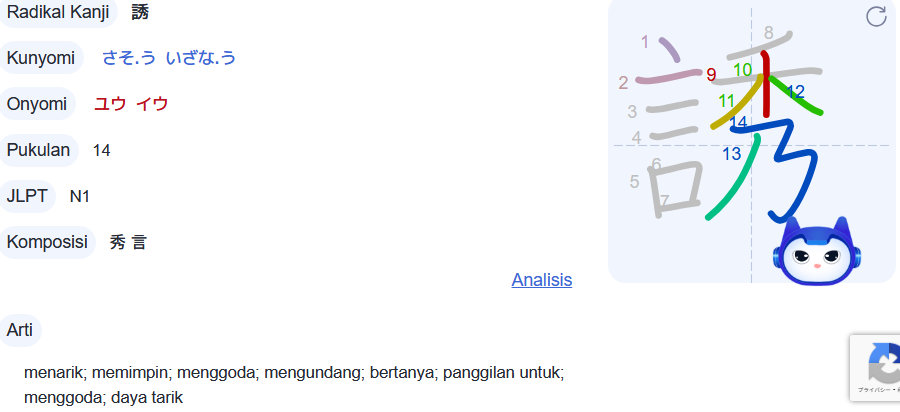 Radikal Kanji 誘
Kunyomi さそ.う いざな.う
Onyomi ユウ イウ
Pukulan 14
JLPT N1
Komposisi 秀 言
Analisis
Arti
menarik; memimpin; menggoda; mengundang; bertanya; panggilan untuk;
menggoda; daya tarik
1
2
3
4
5
6
7
8
9
10
11
12
13
14
誘
プライバシー